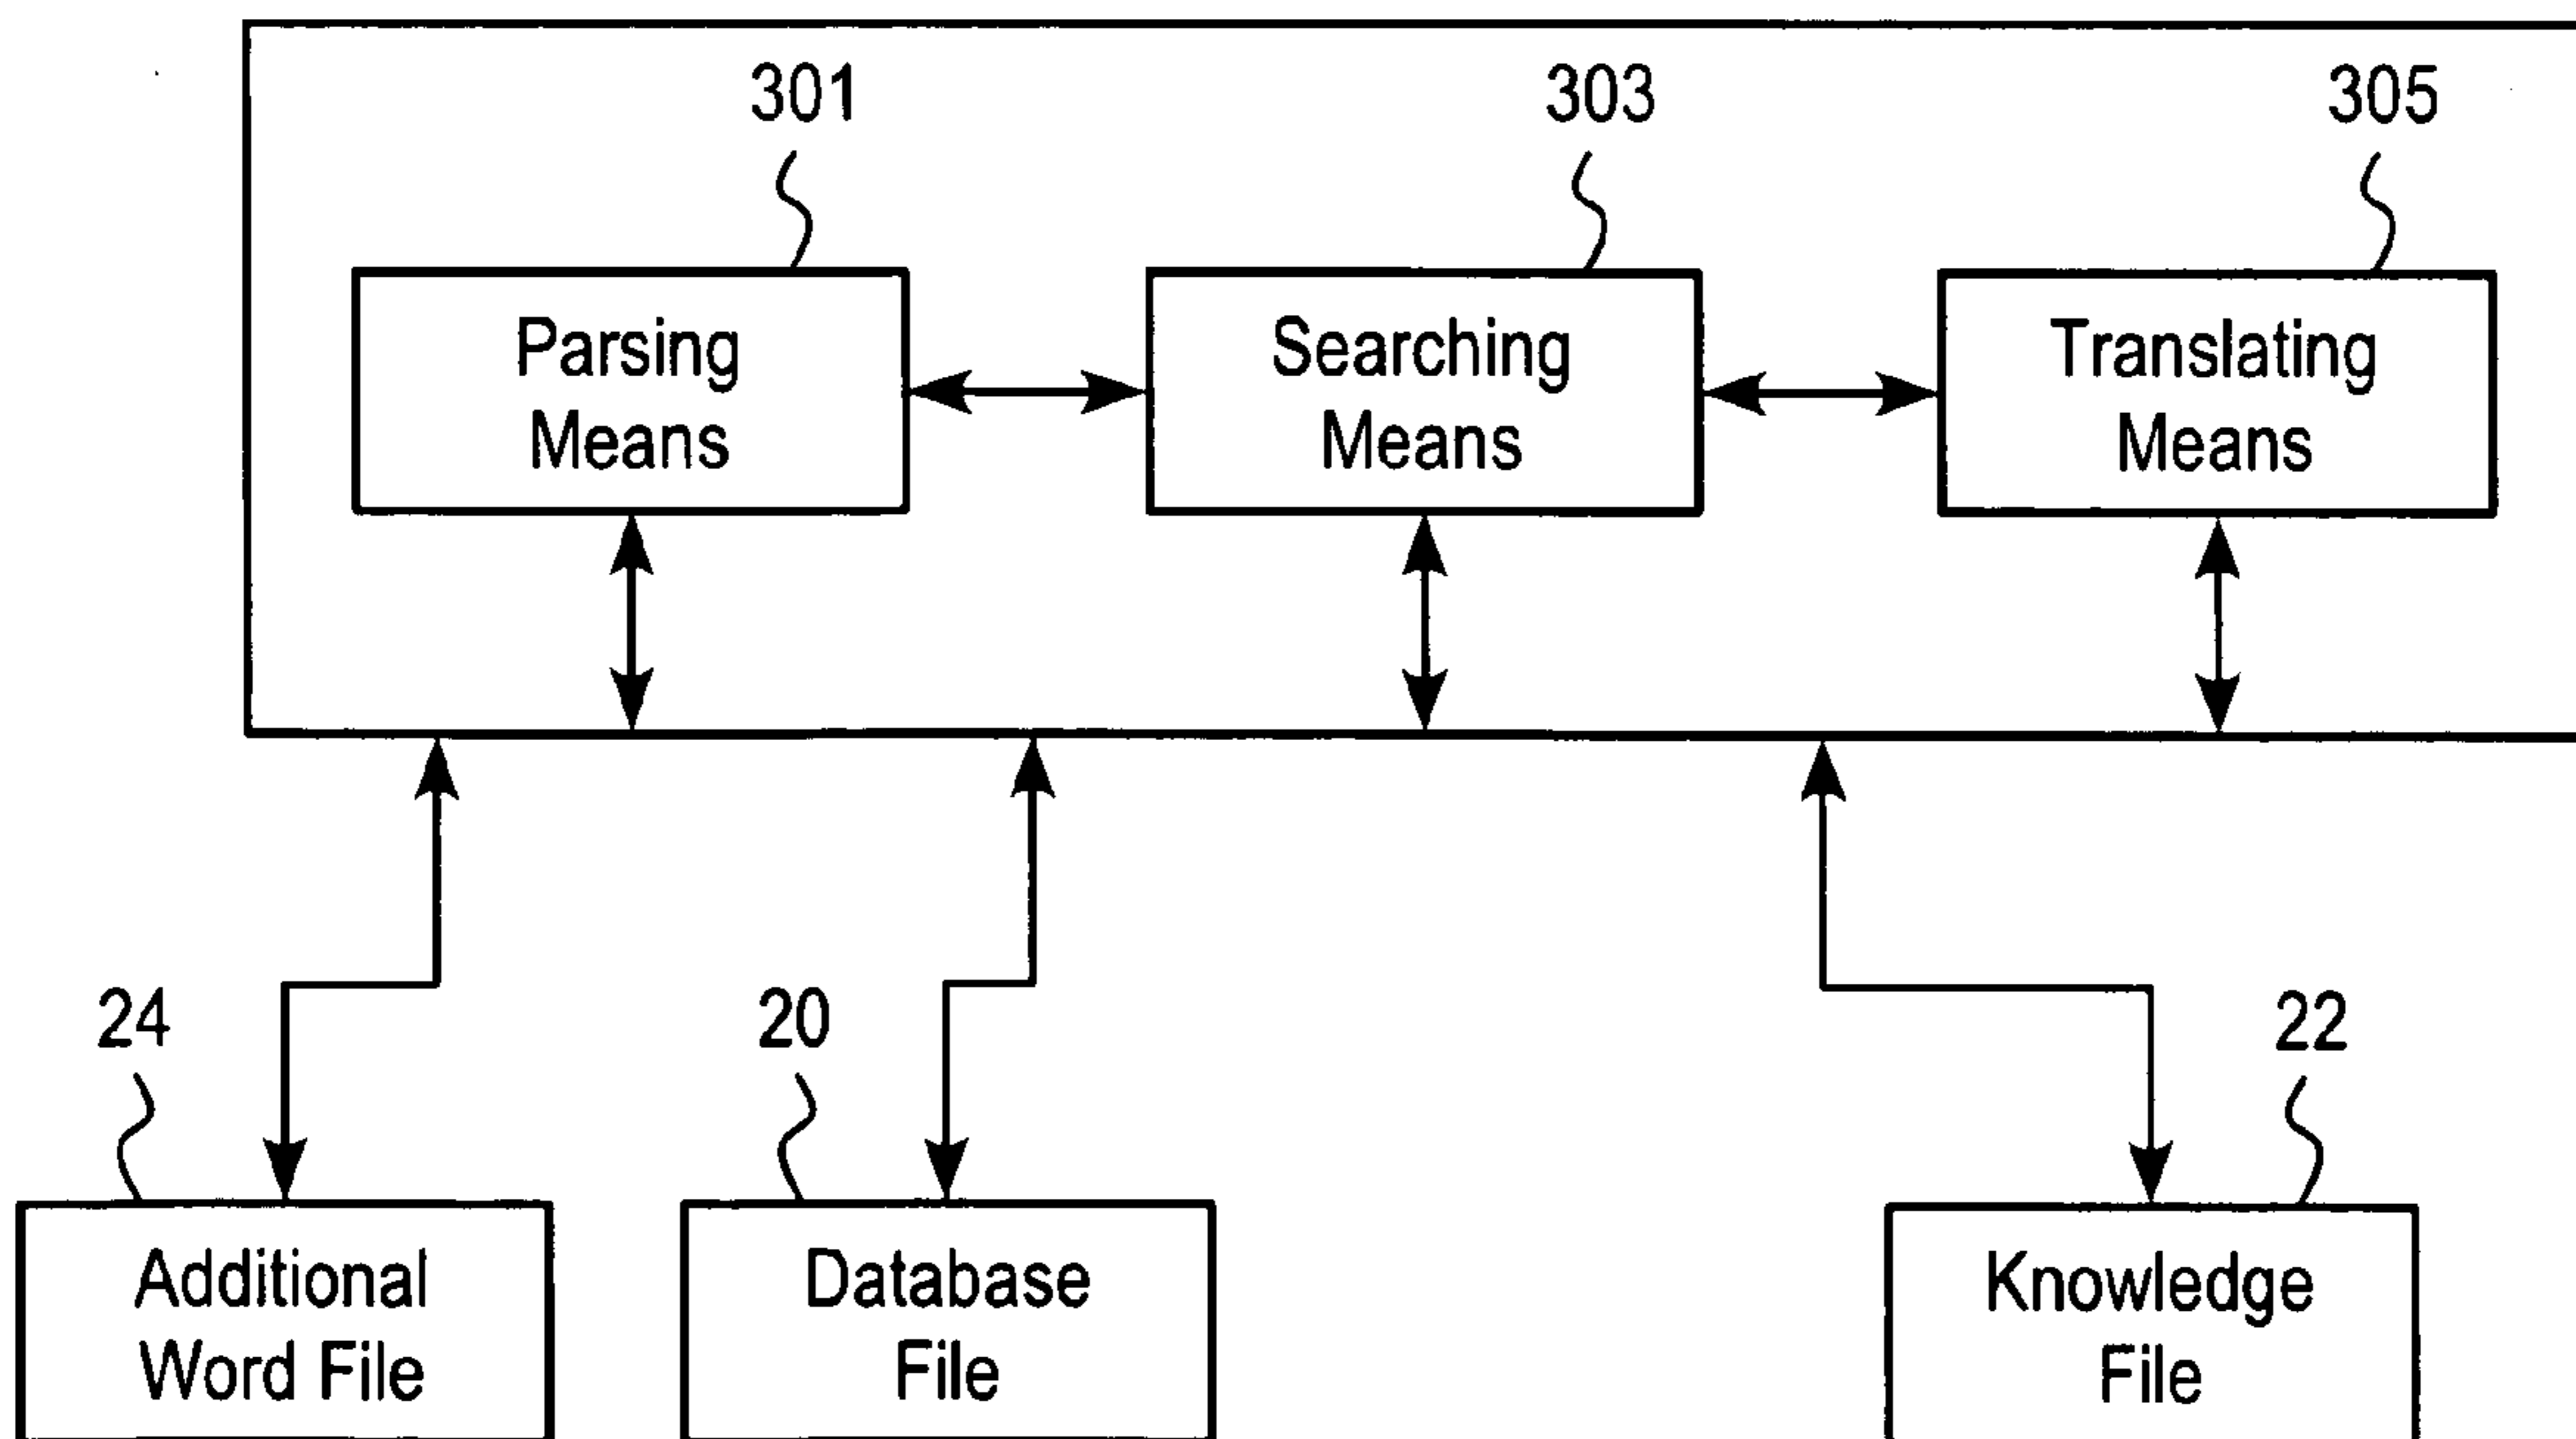 301
303
305
Parsing
Means
Searching
Means
Translating
Means
24
20
22
Additional
Word File
Database
File
Knowledge
File